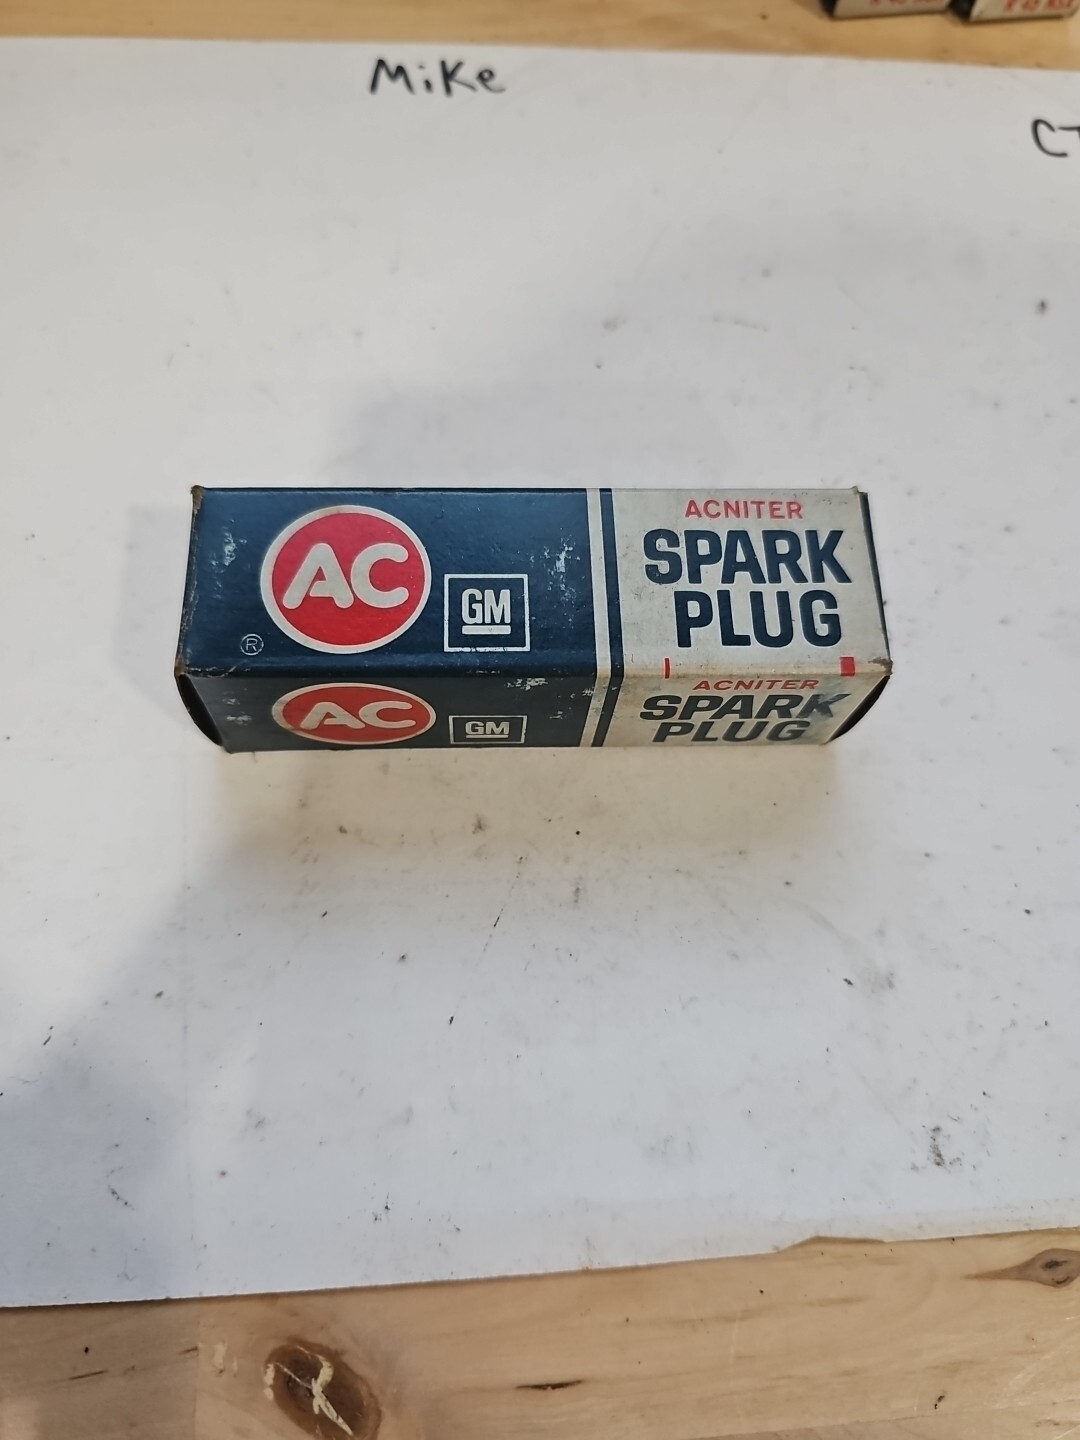 MiKe
AC
GM
®
ACNITER
SPARK
PLUG
AC
GM
ACNITER
SPARK
PLUG